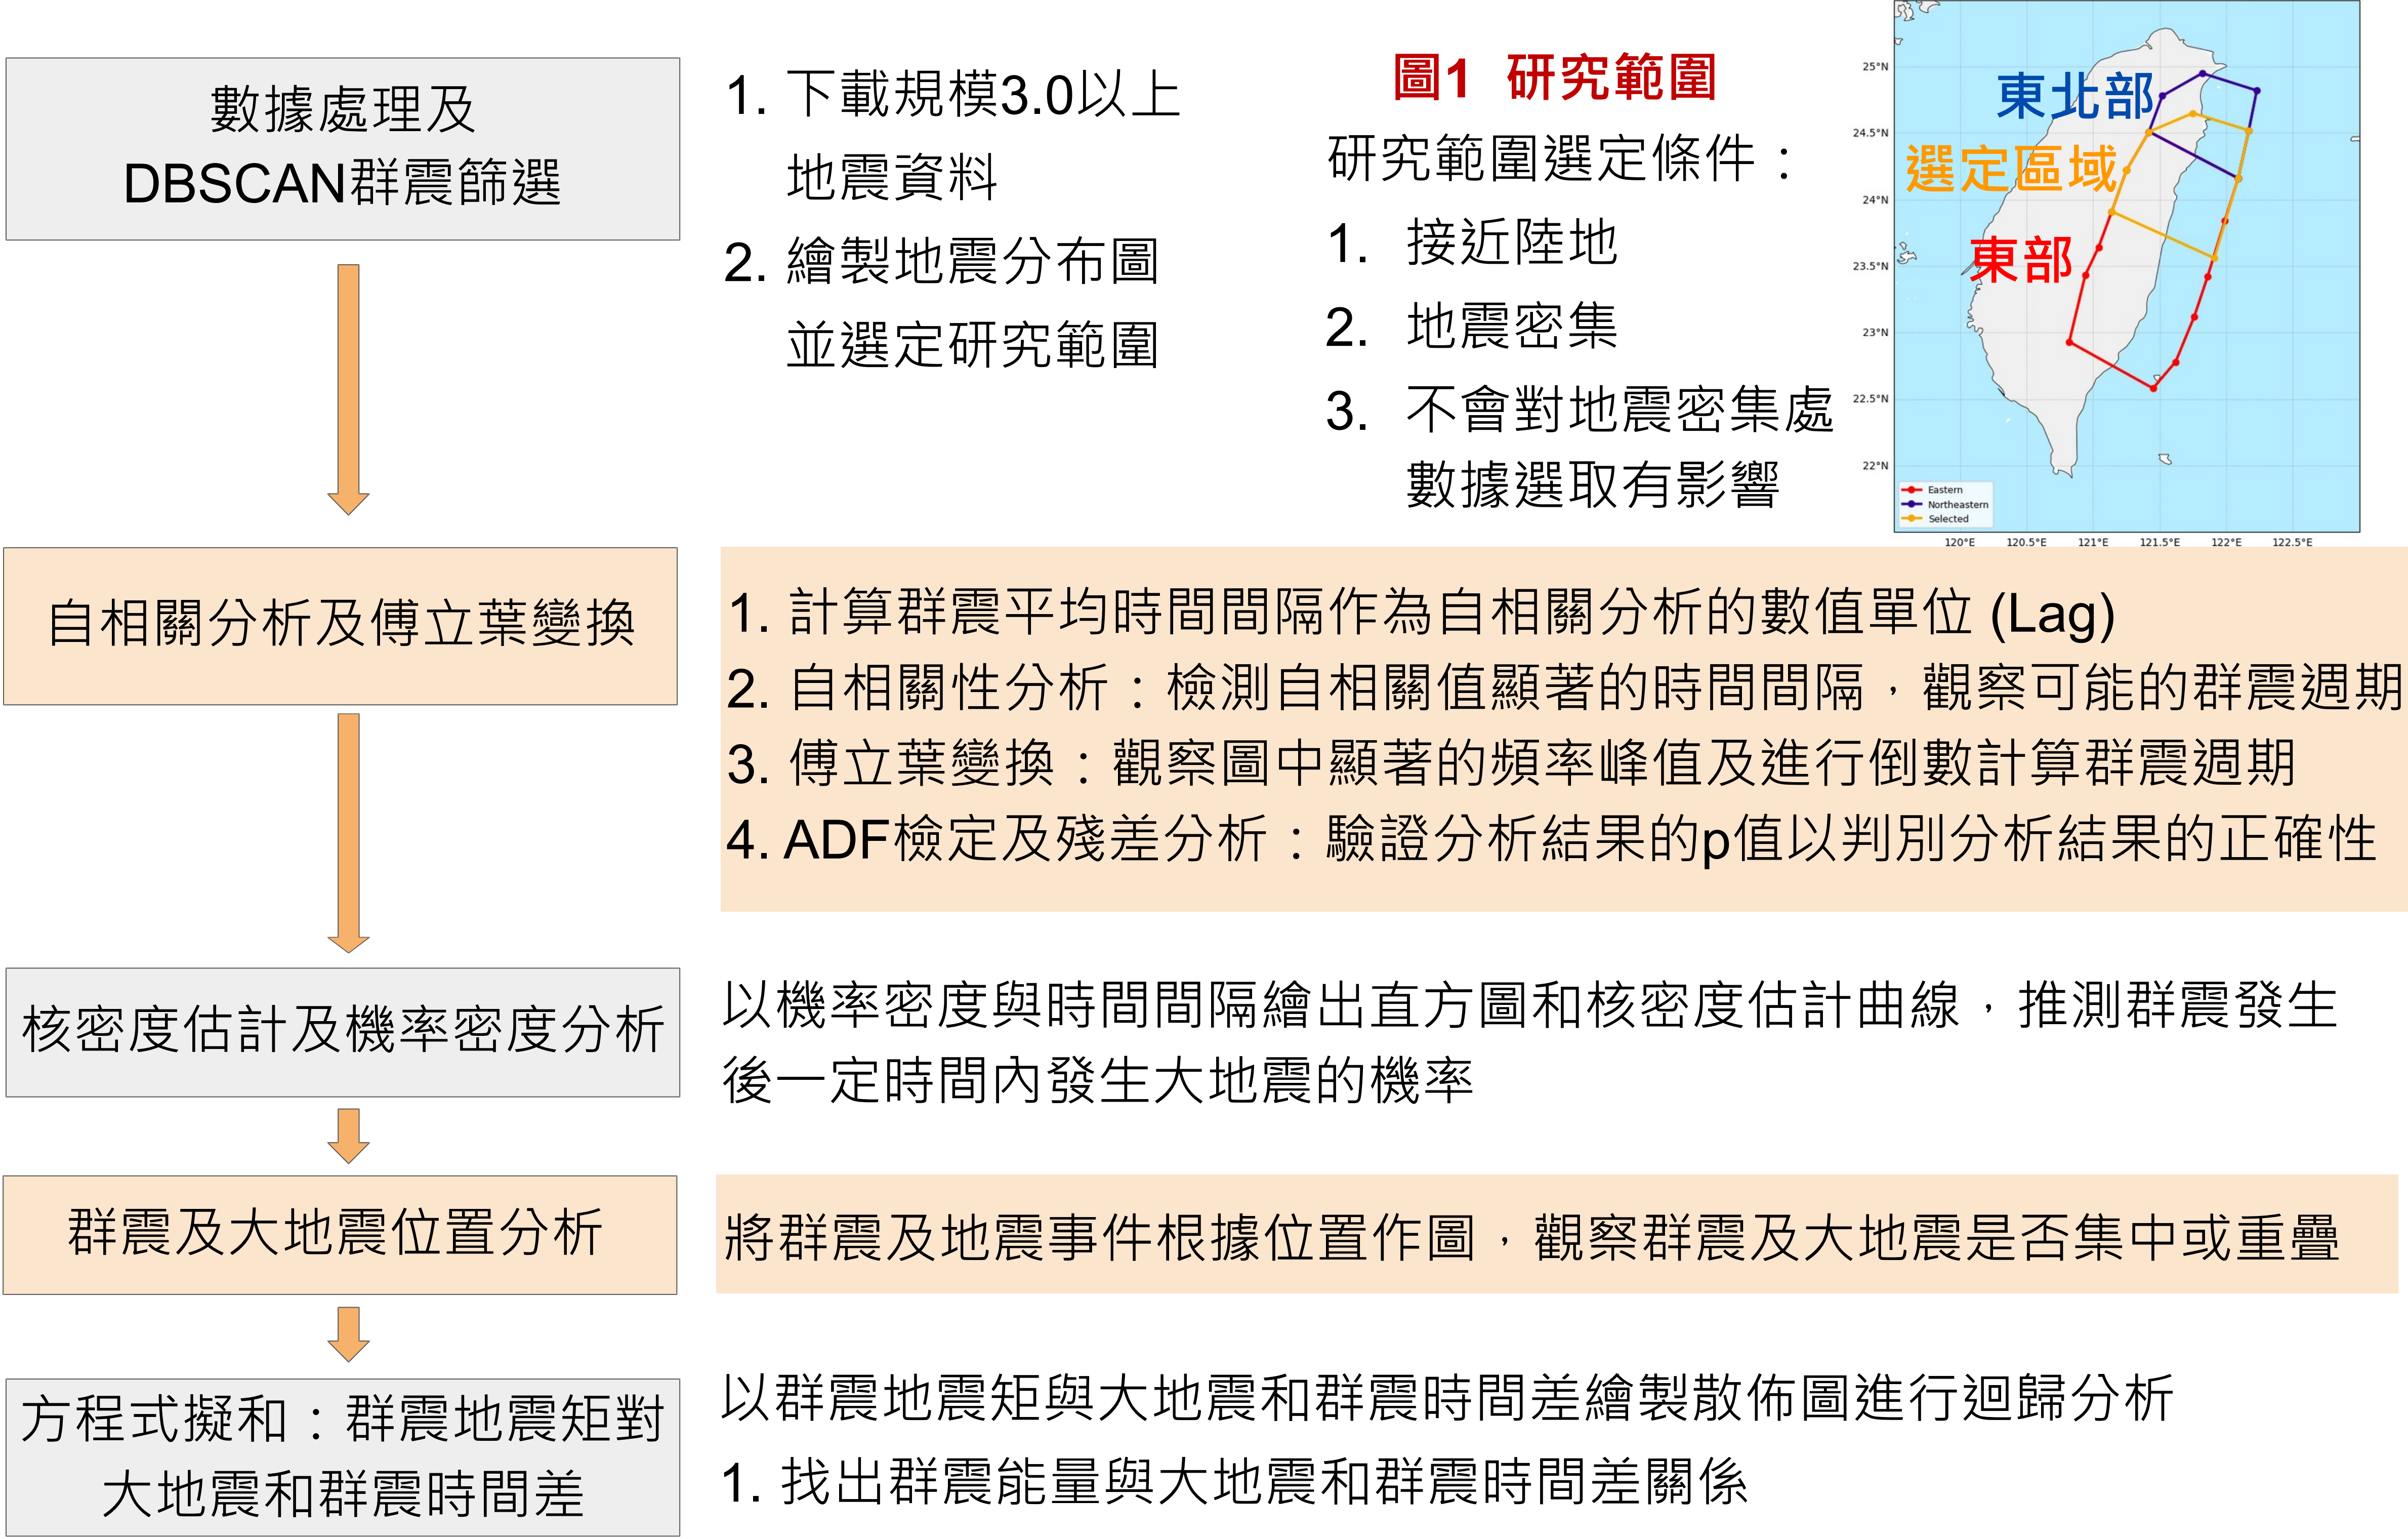 數據處理及
DBSCAN群震篩選
1. 下載規模3.0以上
地震資料
2. 繪製地震分布圖
並選定研究範圍
圖1 研究範圍
研究範圍選定條件：
1. 接近陸地
2. 地震密集
3. 不會對地震密集處
數據選取有影響
東北部
選定區域
東部
25°N
24.5°N
24°N
23.5°N
23°N
22.5°N
22°N
Eastern
Northeastern
Selected
120°E 120.5°E 121°E 121.5°E 122°E 122.5°E
自相關分析及傅立葉變換
1. 計算群震平均時間間隔作為自相關分析的數值單位 (Lag)
2. 自相關性分析：檢測自相關值顯著的時間間隔，觀察可能的群震週期
3. 傅立葉變換：觀察圖中顯著的頻率峰值及進行倒數計算群震週期
4. ADF檢定及殘差分析：驗證分析結果的p值以判別分析結果的正確性
核密度估計及機率密度分析
以機率密度與時間間隔繪出直方圖和核密度估計曲線，推測群震發生
後一定時間內發生大地震的機率
群震及大地震位置分析
將群震及地震事件根據位置作圖，觀察群震及大地震是否集中或重疊
方程式擬和：群震地震矩對
大地震和群震時間差
以群震地震矩與大地震和群震時間差繪製散佈圖進行迴歸分析
1. 找出群震能量與大地震和群震時間差關係